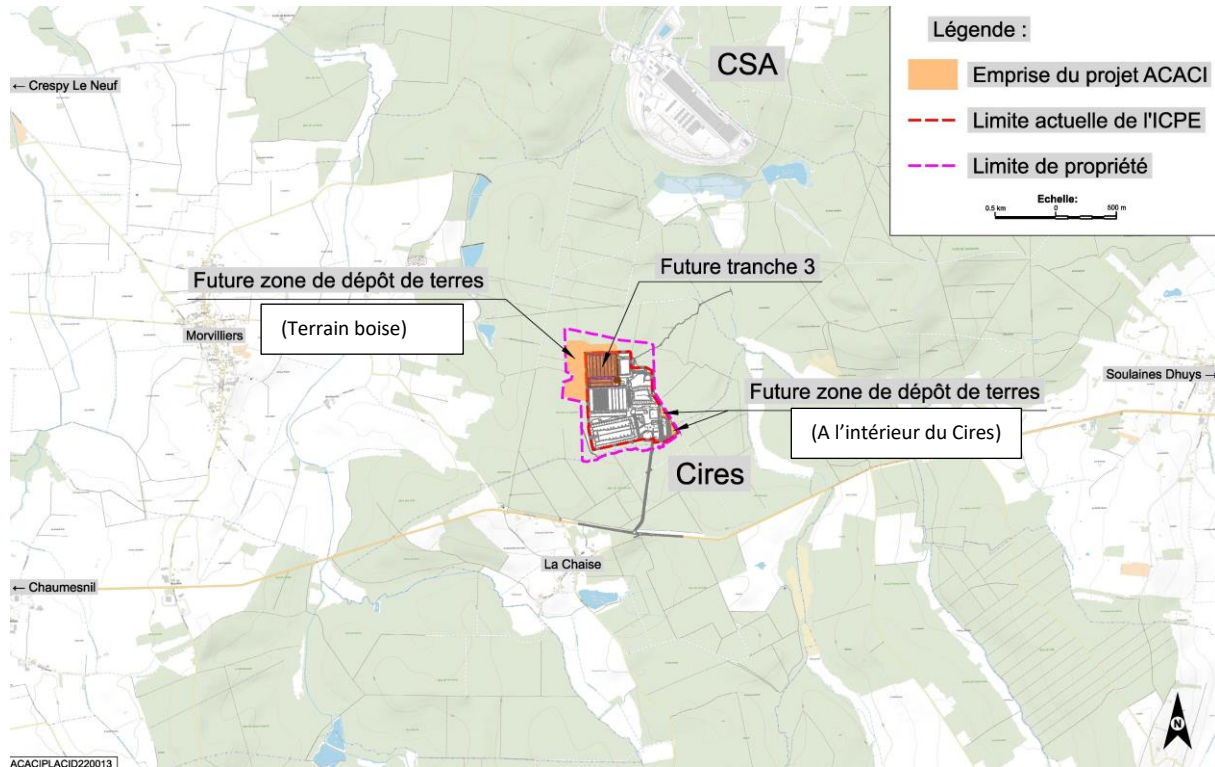 CSA
Légende :
Emprise du projet ACACI
Limite actuelle de l'ICPE
Limite de propriété
Echelle:
0.5 km 0 500 m
← Crespy Le Neuf
Future zone de dépôt de terres
Future tranche 3
(Terrain boise)
Morvilliers
Soulaines Dhuys →
Future zone de dépôt de terres
(A l'intérieur du Cires)
Cires
La Chaise
← Chaumesnil
N
ACACIPLACID220013